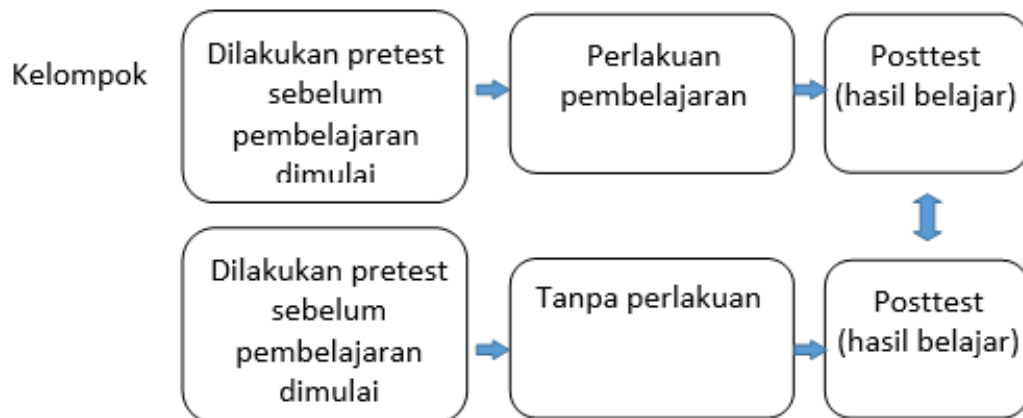 Kelompok
Dilakukan pretest
sebelum
pembelajaran
dimulai
Perlakuan
pembelajaran
Posttest
(hasil belajar)
Dilakukan pretest
sebelum
pembelajaran
dimulai
Tanpa perlakuan
Posttest
(hasil belajar)